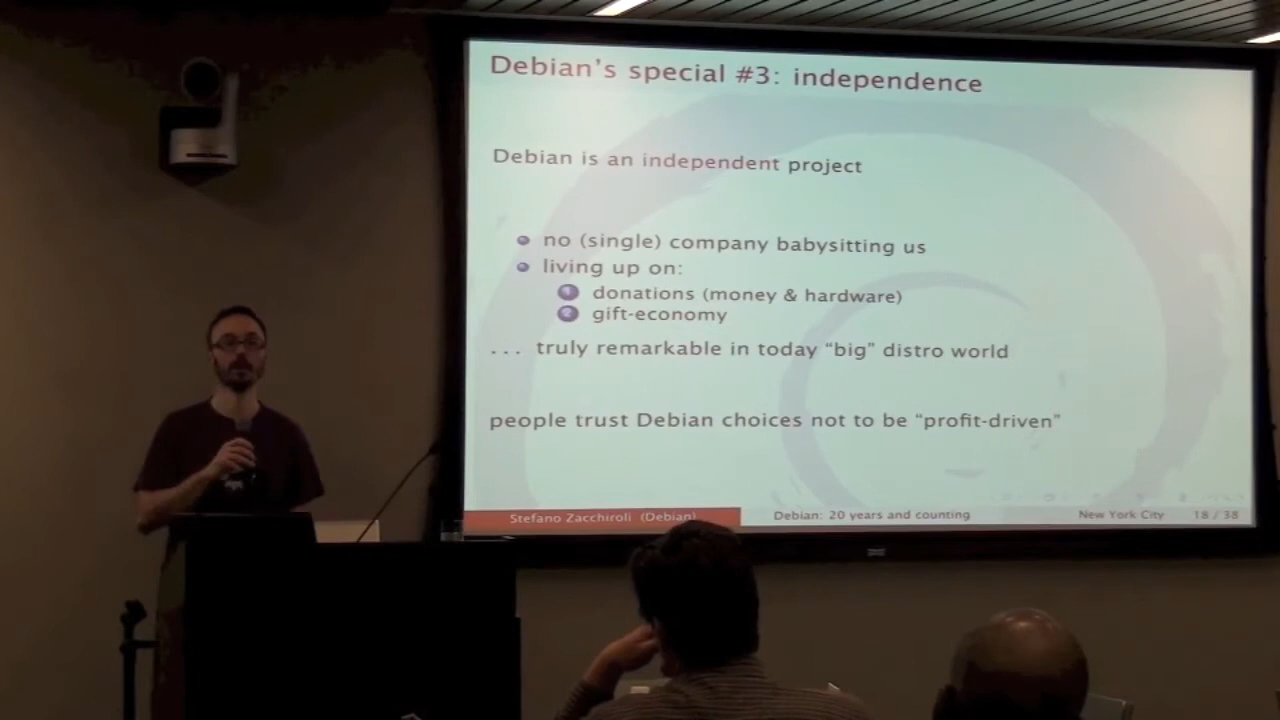 Debian's special #3: independence
Debian is an independent project
no (single) company babysitting us
living up on:
1 donations (money & hardware)
2 gift-economy
... truly remarkable in today “big” distro world
people trust Debian choices not to be “profit-driven”
Stefano Zacchiroli (Debian) Debian: 20 years and counting New York City 18 / 38